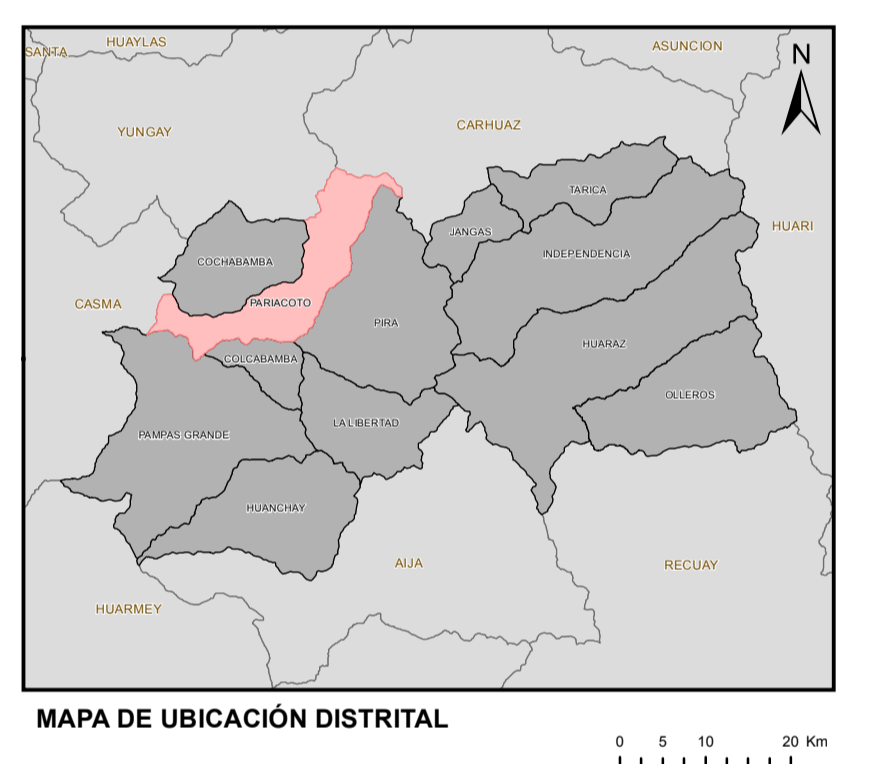 HUAYLAS
ASUNCION
SANTA
N
CARHUAZ
YUNGAY
TARICA
HUARI
JANGAS
INDEPENDENCIA
COCHABAMBA
CASMA
PARIACOTO
PIRA
HUARAZ
COLCABAMBA
OLLEROS
LA LIBERTAD
PAMPAS GRANDE
HUANCHAY
AIJA
RECUAY
HUARMEY
MAPA DE UBICACIÓN DISTRITAL
0 5 10 20 Km